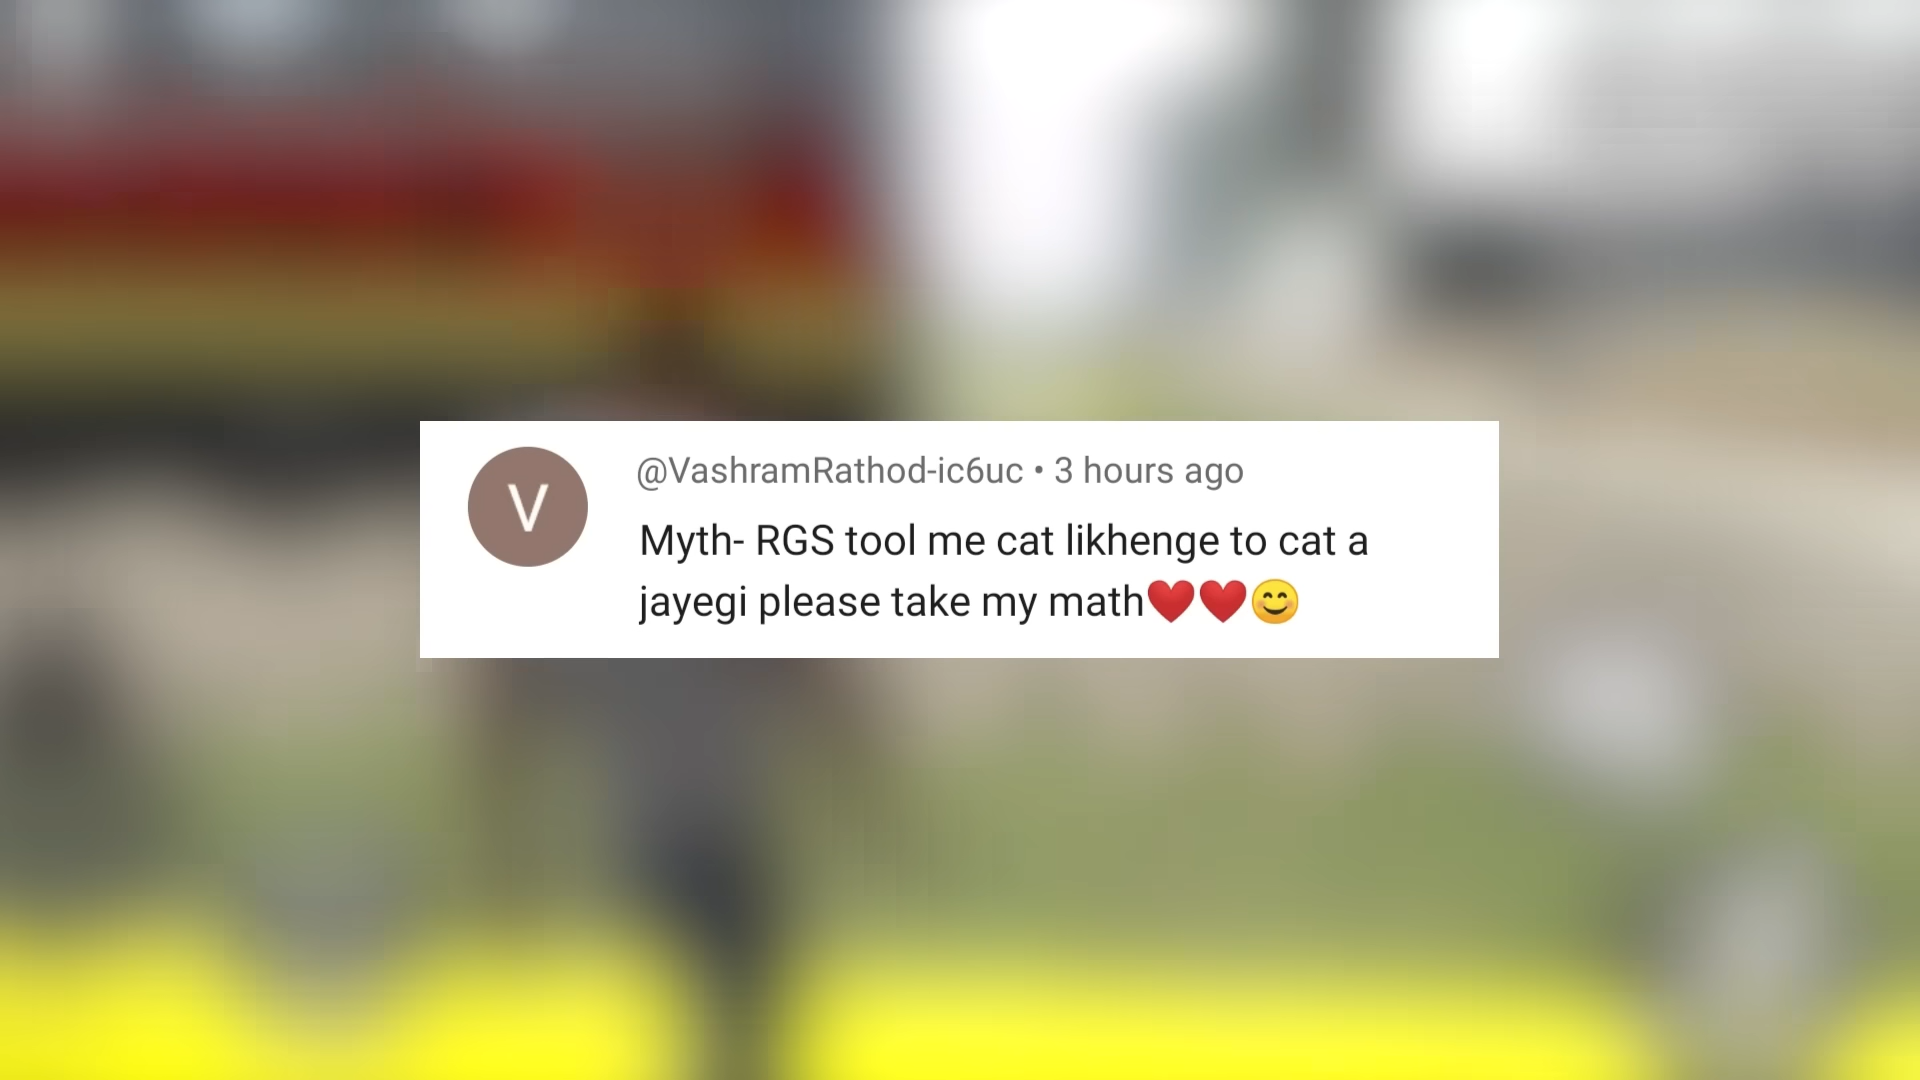 V
@VashramRathod-ic6uc • 3 hours ago
Myth- RGS tool me cat likhenge to cat a
jayegi please take my math❤️❤️😊